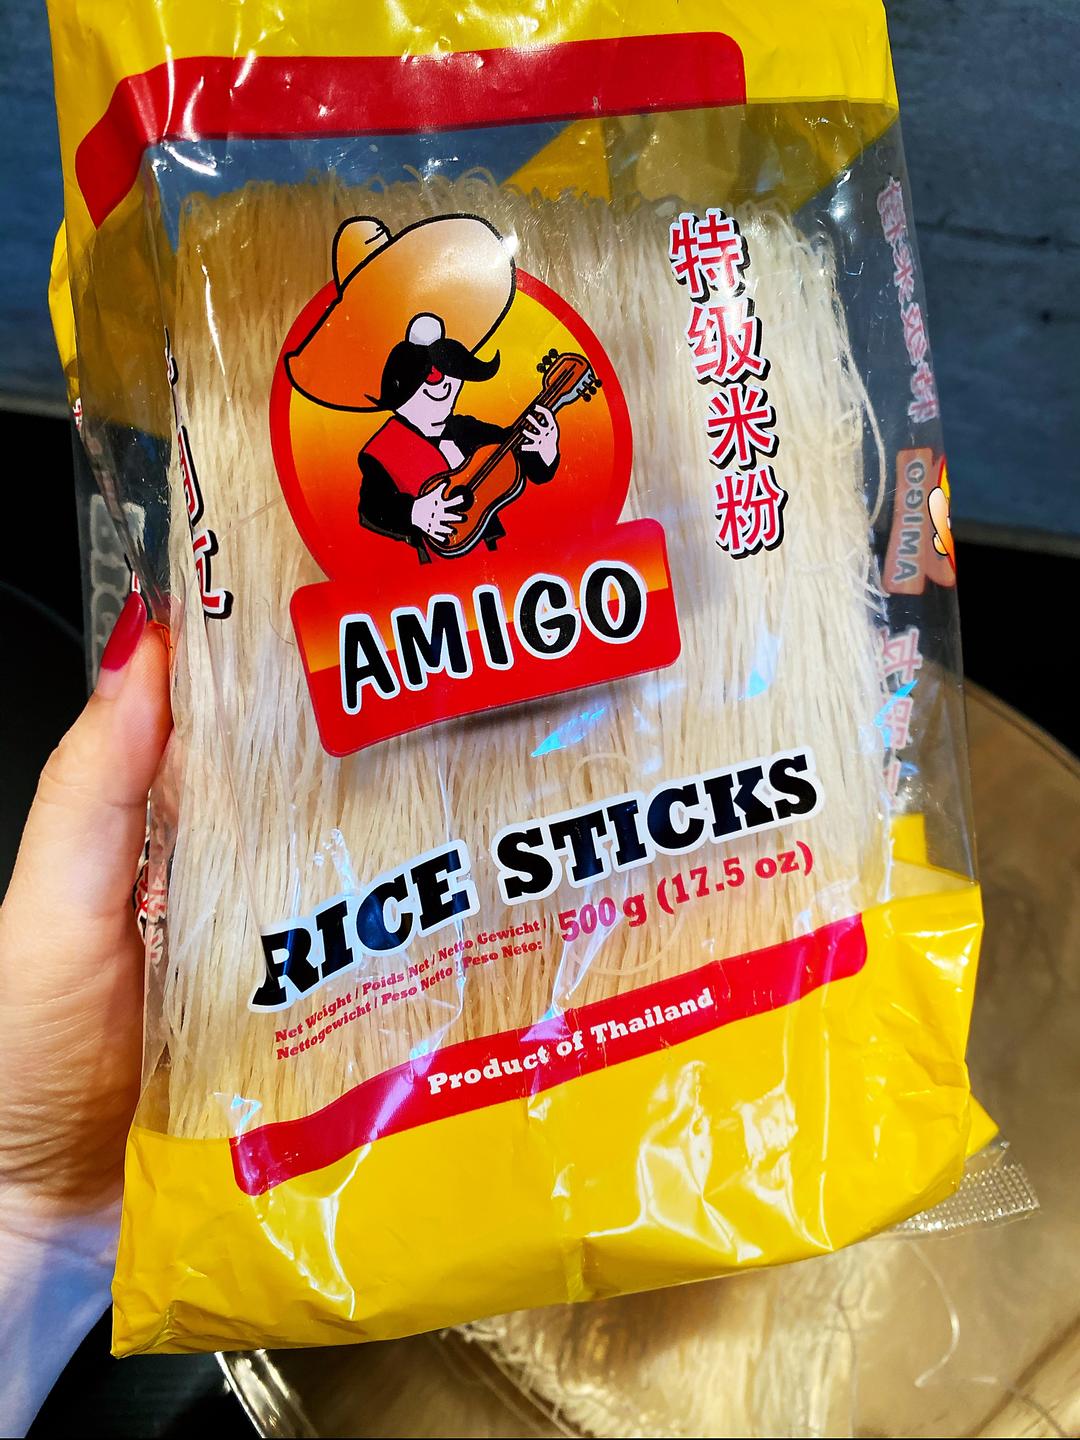 特级米粉
AMIGO
RICE STICKS
Net Weight / Poids Net / Netto Gewicht /
Nettogewicht / Peso Netto / Peso Neto:
500 g (17.5 oz)
Product of Thailand
AMIGO